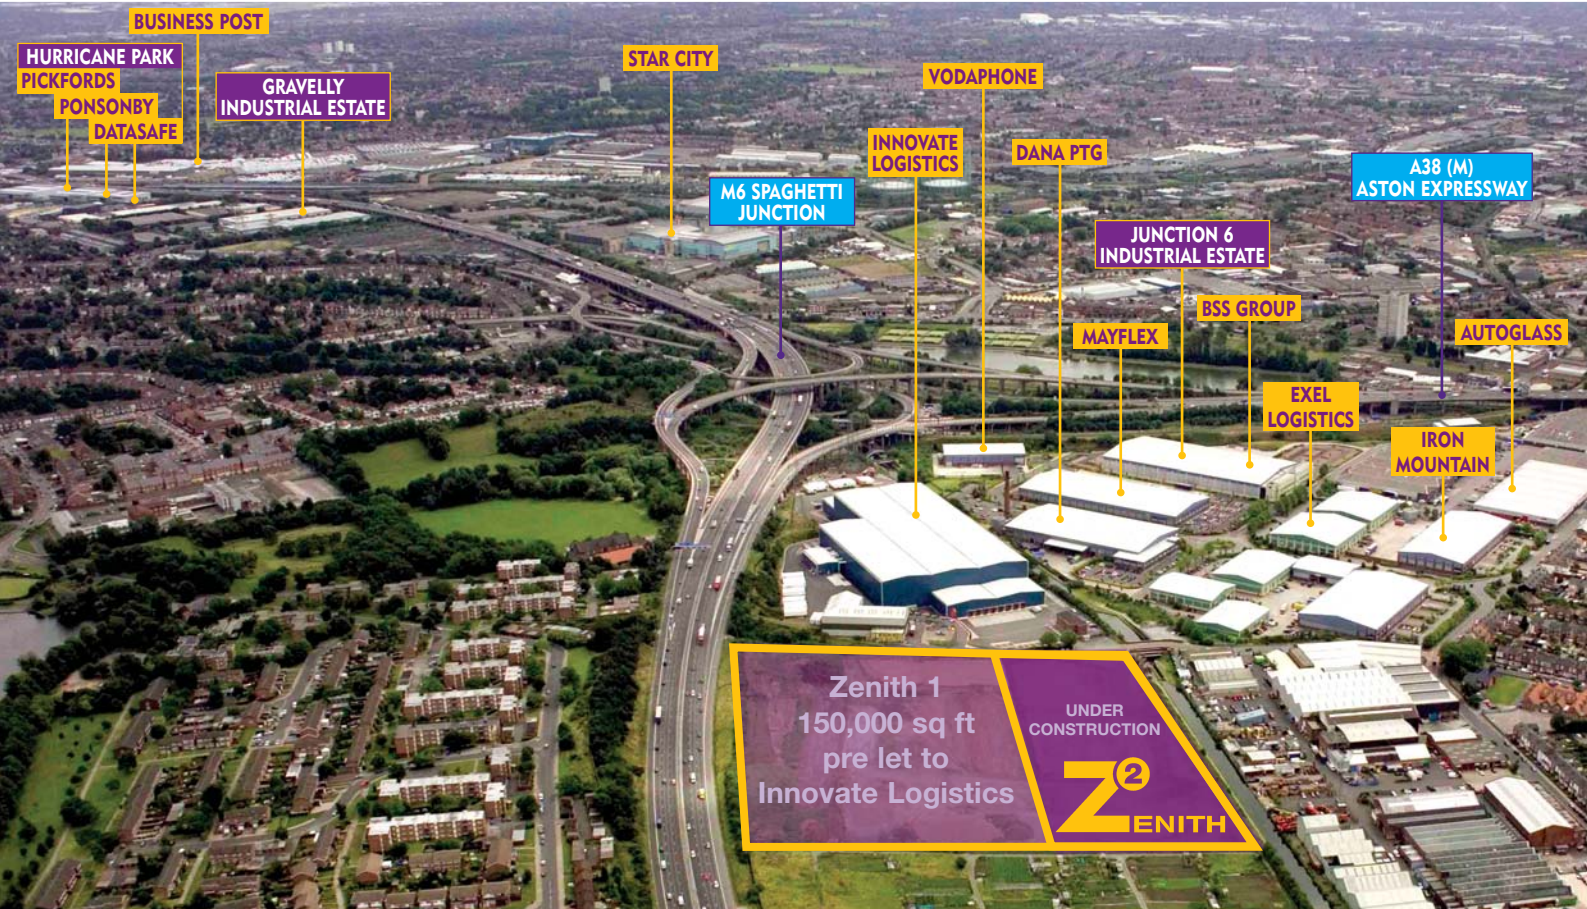 BUSINESS POST
HURRICANE PARK
PICKFORDS
PONSONBY
DATASAFE
GRAVELLY
INDUSTRIAL ESTATE
STAR CITY
M6 SPAGHETTI
JUNCTION
VODAPHONE
INNOVATE
LOGISTICS
DANA PTG
A38 (M)
ASTON EXPRESSWAY
JUNCTION 6
INDUSTRIAL ESTATE
BSS GROUP
MAYFLEX
AUTOGLASS
EXEL
LOGISTICS
IRON
MOUNTAIN
Zenith 1
150,000 sq ft
pre let to
Innovate Logistics
UNDER
CONSTRUCTION
2
ZENITH